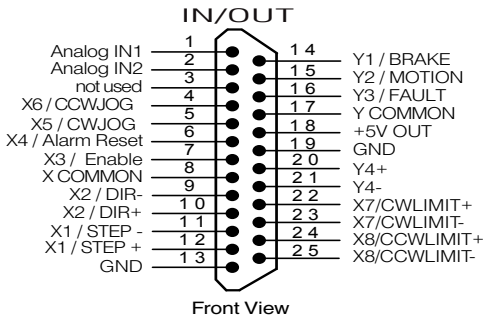 IN/OUT
1
Analog IN1
2
Analog IN2
3
not used
4
X6 / CCWJOG
5
X5 / CWJOG
6
X4 / Alarm Reset
7
X3 / Enable
8
X COMMON
9
X2 / DIR-
10
X2 / DIR+
11
X1 / STEP -
12
X1 / STEP +
13
GND
14
Y1 / BRAKE
15
Y2 / MOTION
16
Y3 / FAULT
17
Y COMMON
18
+5V OUT
19
GND
20
Y4+
21
Y4-
22
X7/CWLIMIT+
23
X7/CWLIMIT-
24
X8/CCWLIMIT+
25
X8/CCWLIMIT-
Front View